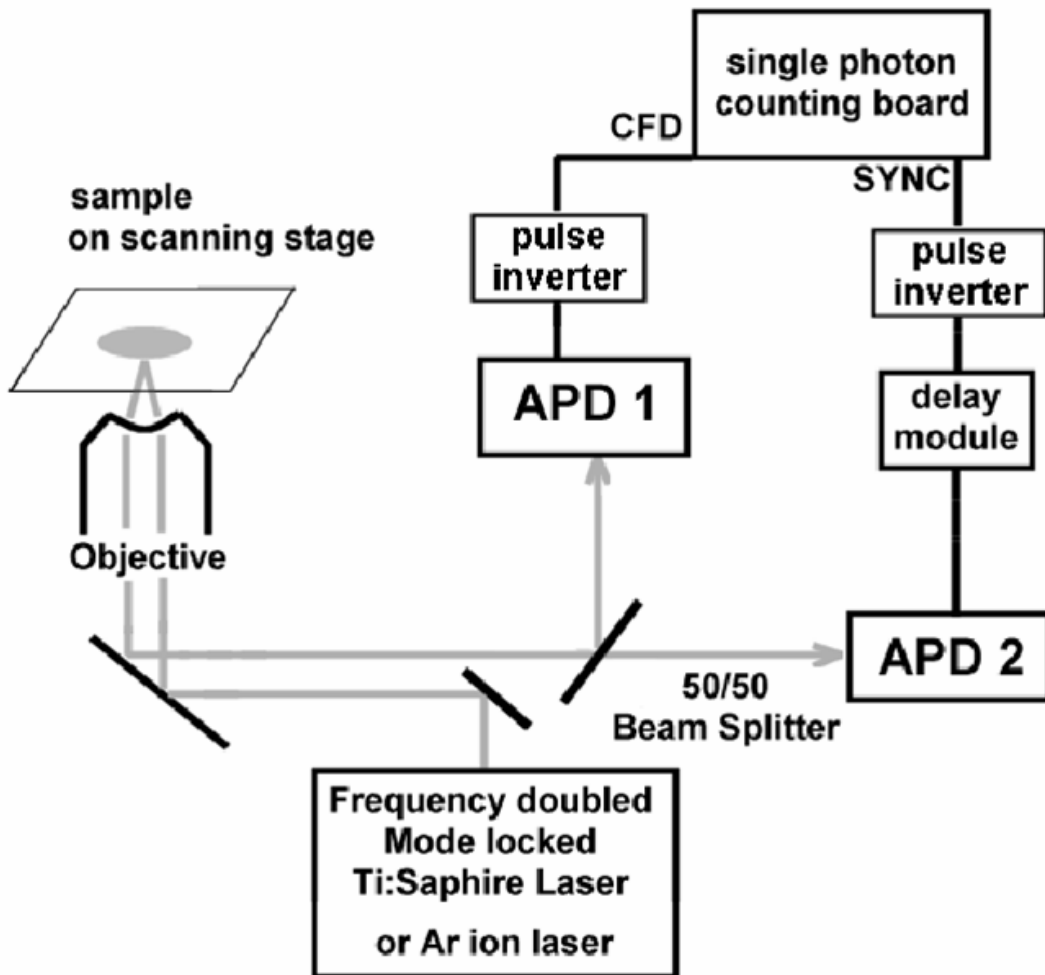 single photon
counting board
CFD
SYNC
sample
on scanning stage
pulse
inverter
pulse
inverter
APD 1
delay
module
Objective
APD 2
50/50
Beam Splitter
Frequency doubled
Mode locked
Ti:Saphire Laser
or Ar ion laser